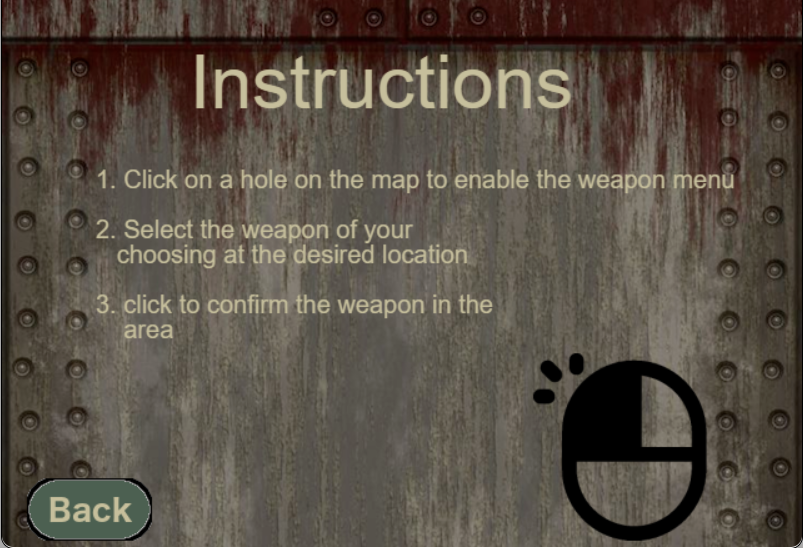 Instructions
1. Click on a hole on the map to enable the weapon menu
2. Select the weapon of your
choosing at the desired location
3. click to confirm the weapon in the
area
Back